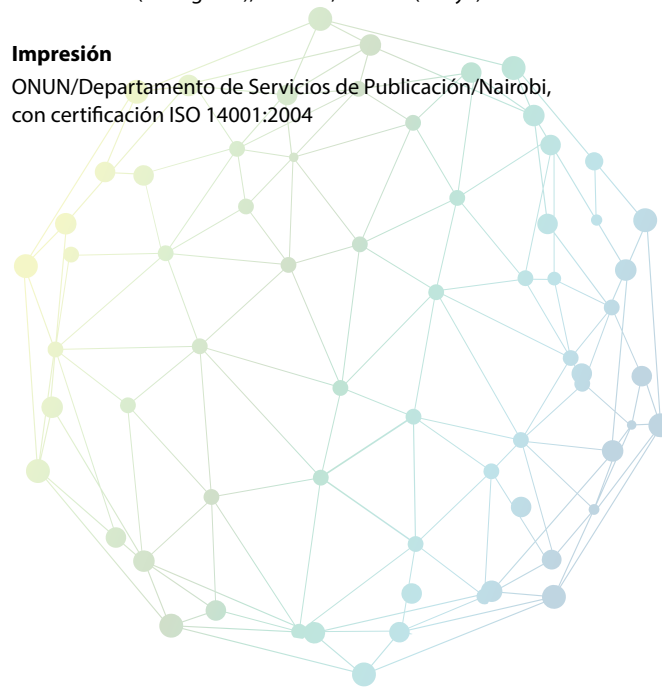 Impresión
ONUN/Departamento de Servicios de Publicación/Nairobi,
con certificación ISO 14001:2004